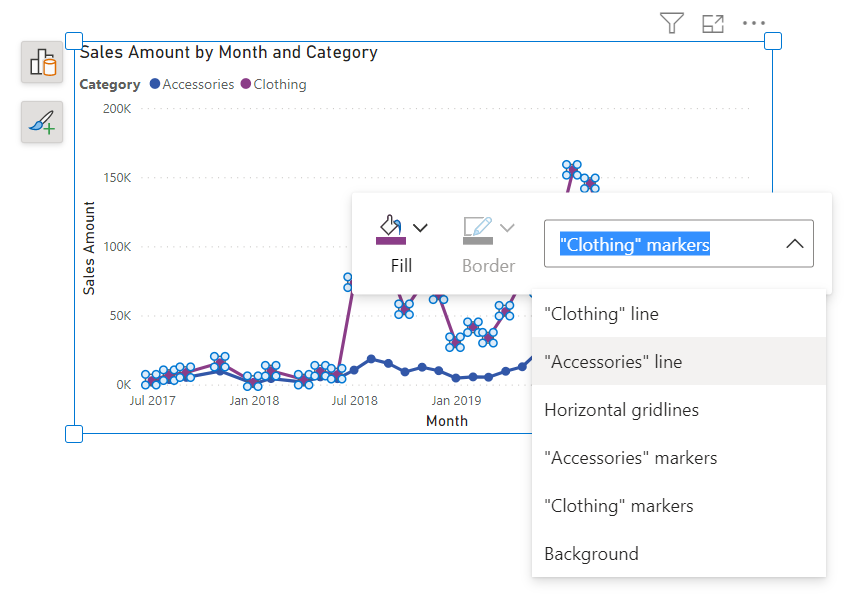 Sales Amount by Month and Category
Category Accessories Clothing
200K
150K
100K
50K
0K
Sales Amount
Jul 2017 Jan 2018 Jul 2018 Jan 2019
Month
Fill
Border
"Clothing" markers
"Clothing" line
"Accessories" line
Horizontal gridlines
"Accessories" markers
"Clothing" markers
Background